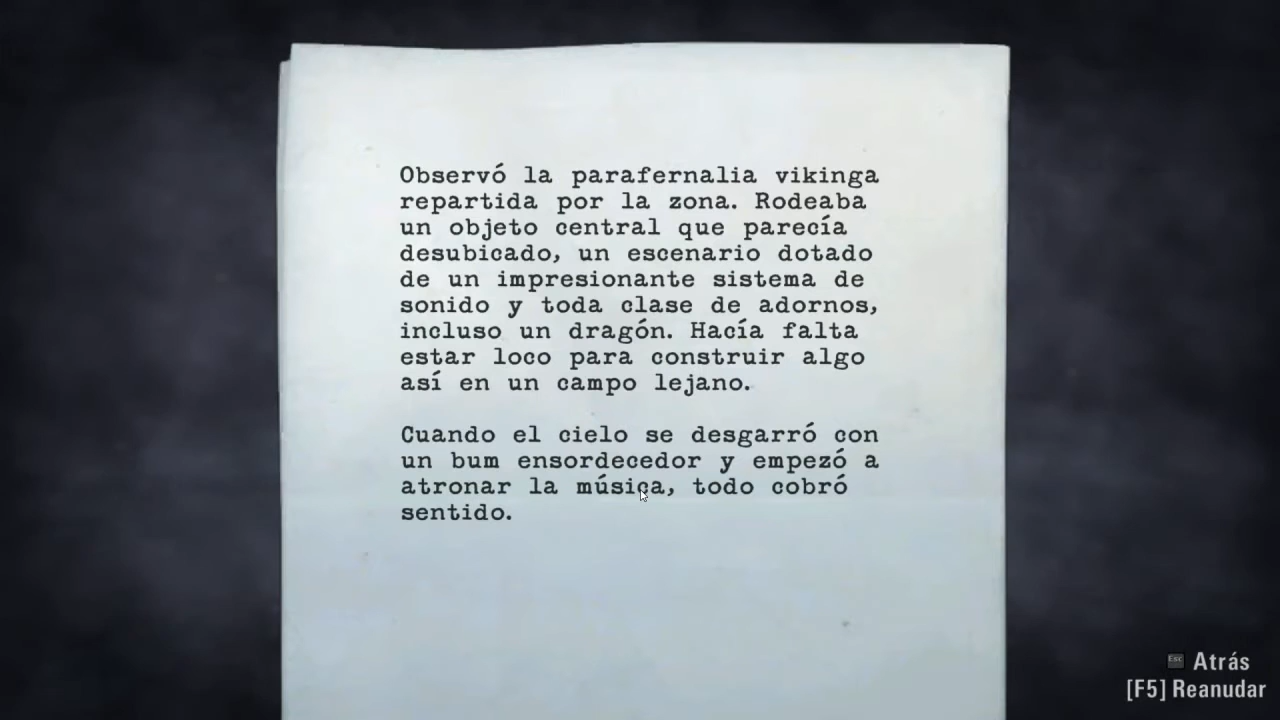 Observó la parafernalia vikinga
repartida por la zona. Rodeaba
un objeto central que parecía
desubicado, un escenario dotado
de un impresionante sistema de
sonido y toda clase de adornos,
incluso un dragón. Hacía falta
estar loco para construir algo
así en un campo lejano.
Cuando el cielo se desgarró con
un bum ensordecedor y empezó a
atronar la música, todo cobró
sentido.
Esc Atrás
[F5] Reanudar